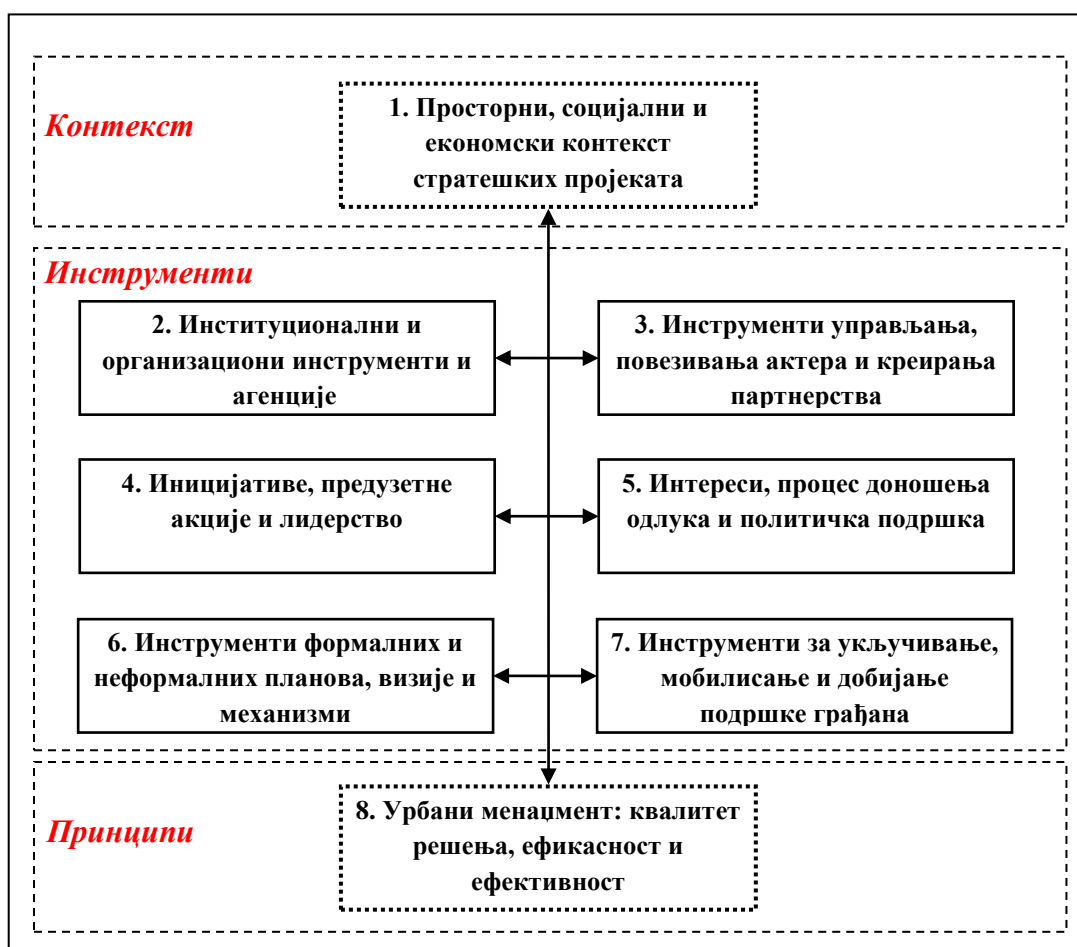 Контекст
1. Просторни, социјални и
економски контекст
стратешких пројеката
Инструменти
2. Институционални и
организациони инструменти и
агенције
3. Инструменти управљања,
повезивања актера и креирања
партнерства
4. Иницијативе, предузетне
акције и лидерство
5. Интереси, процес доношења
одлука и политичка подршка
6. Инструменти формалних и
неформалних планова, визије и
механизми
7. Инструменти за укључивање,
мобилисање и добијање
подршке грађана
Принципи
8. Урбани менаџмент: квалитет
решења, ефикасност и
ефективност